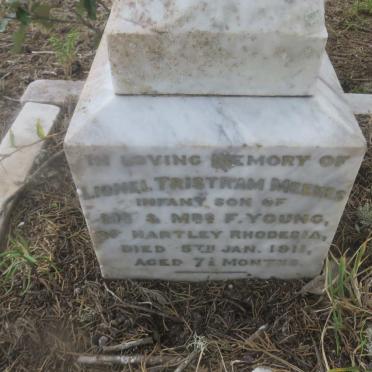 IN LOVING MEMORY OF
LIONEL TRISTRAM MEEKES
INFANT SON OF
MR & MRS F. YOUNG,
OF HARTLEY RHODESIA,
DIED 5TH JAN. 1911,
AGED 7½ MONTHS.